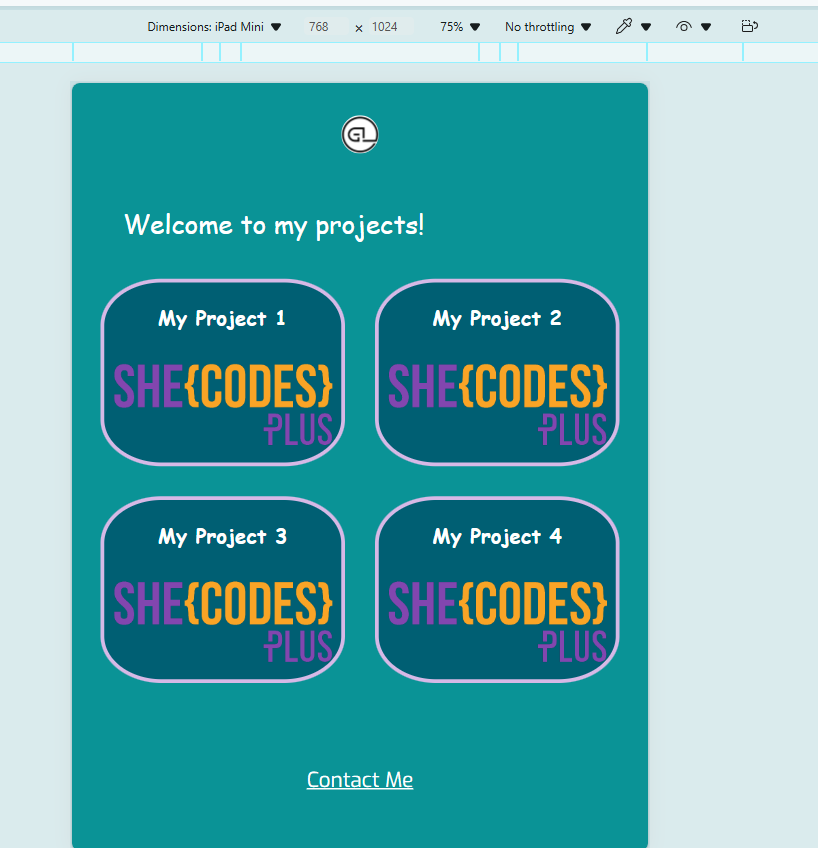 Dimensions: iPad Mini 768 × 1024 75% No throttling
GL
Welcome to my projects!
My Project 1 My Project 2
SHE{CODES} SHE{CODES}
PLUS PLUS
My Project 3 My Project 4
SHE{CODES} SHE{CODES}
PLUS PLUS
Contact Me